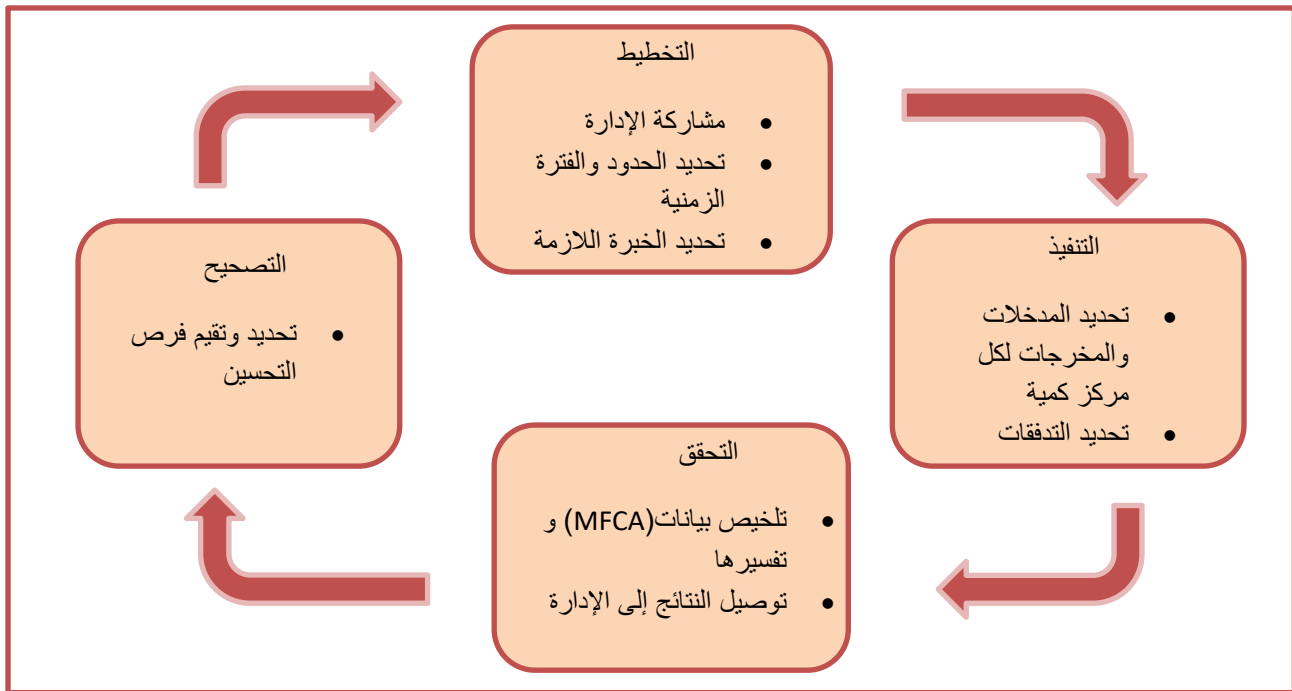 التخطيط
• مشاركة الإدارة
• تحديد الحدود والفترة
الزمنية
• تحديد الخبرة اللازمة
التنفيذ
• تحديد المدخلات
والمخرجات لكل
مركز كمية
• تحديد التدفقات
التحقق
• تلخيص بيانات(MFCA) و
تفسيرها
• توصيل النتائج إلى الإدارة
التصحيح
• تحديد وتقيم فرص
التحسين